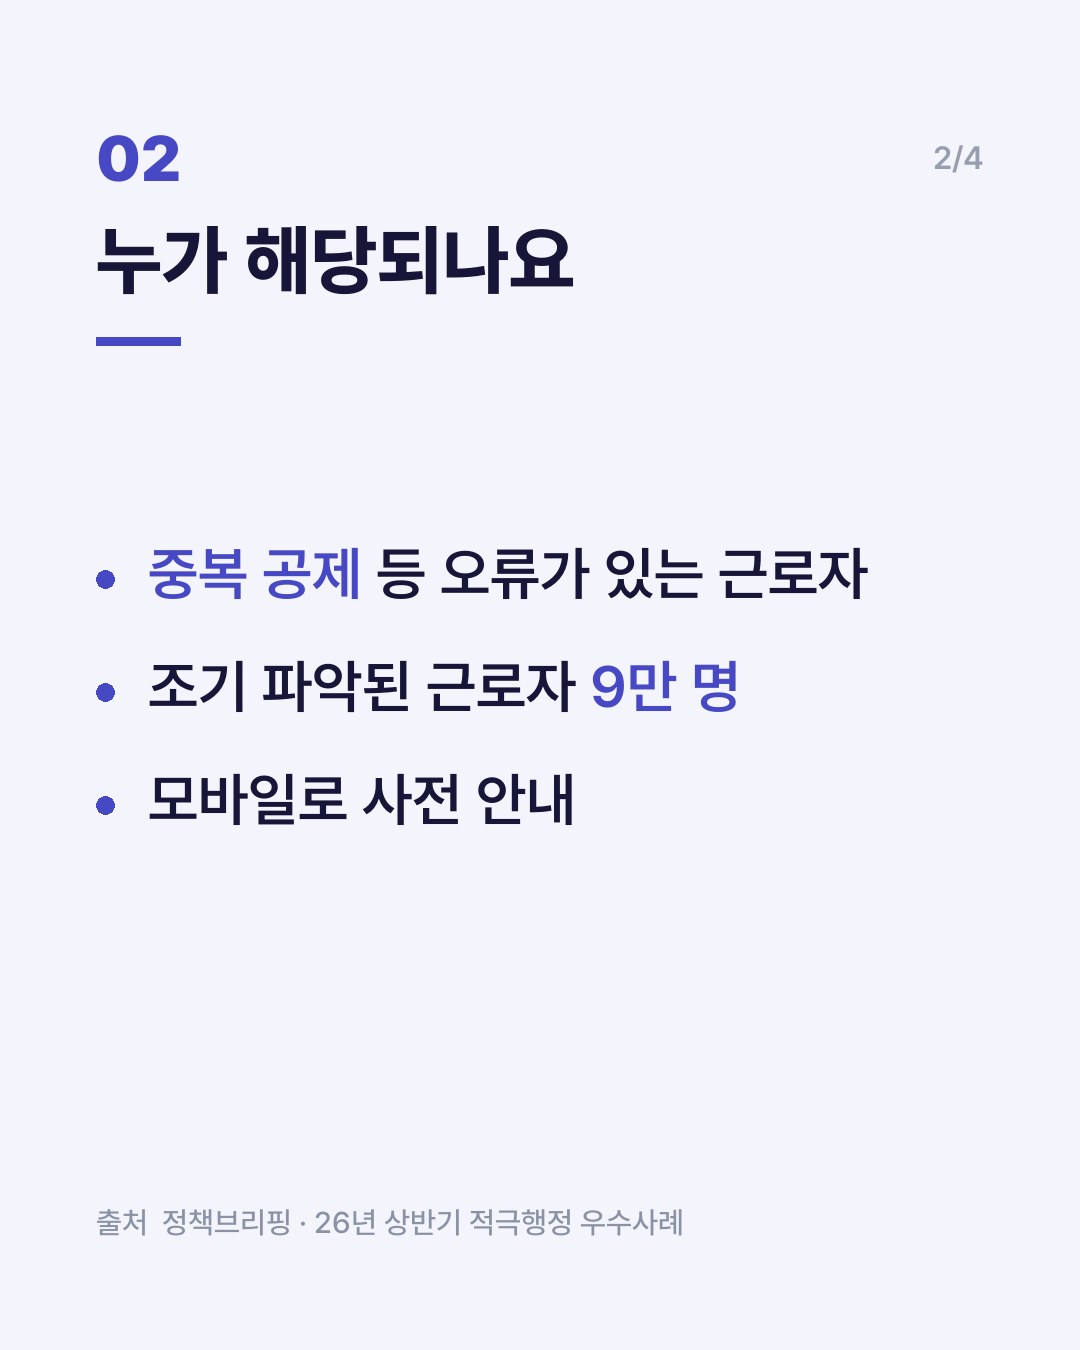 02
2/4
누가 해당되나요
• 중복 공제 등 오류가 있는 근로자
• 조기 파악된 근로자 9만 명
• 모바일로 사전 안내
출처 정책브리핑 · 26년 상반기 적극행정 우수사례